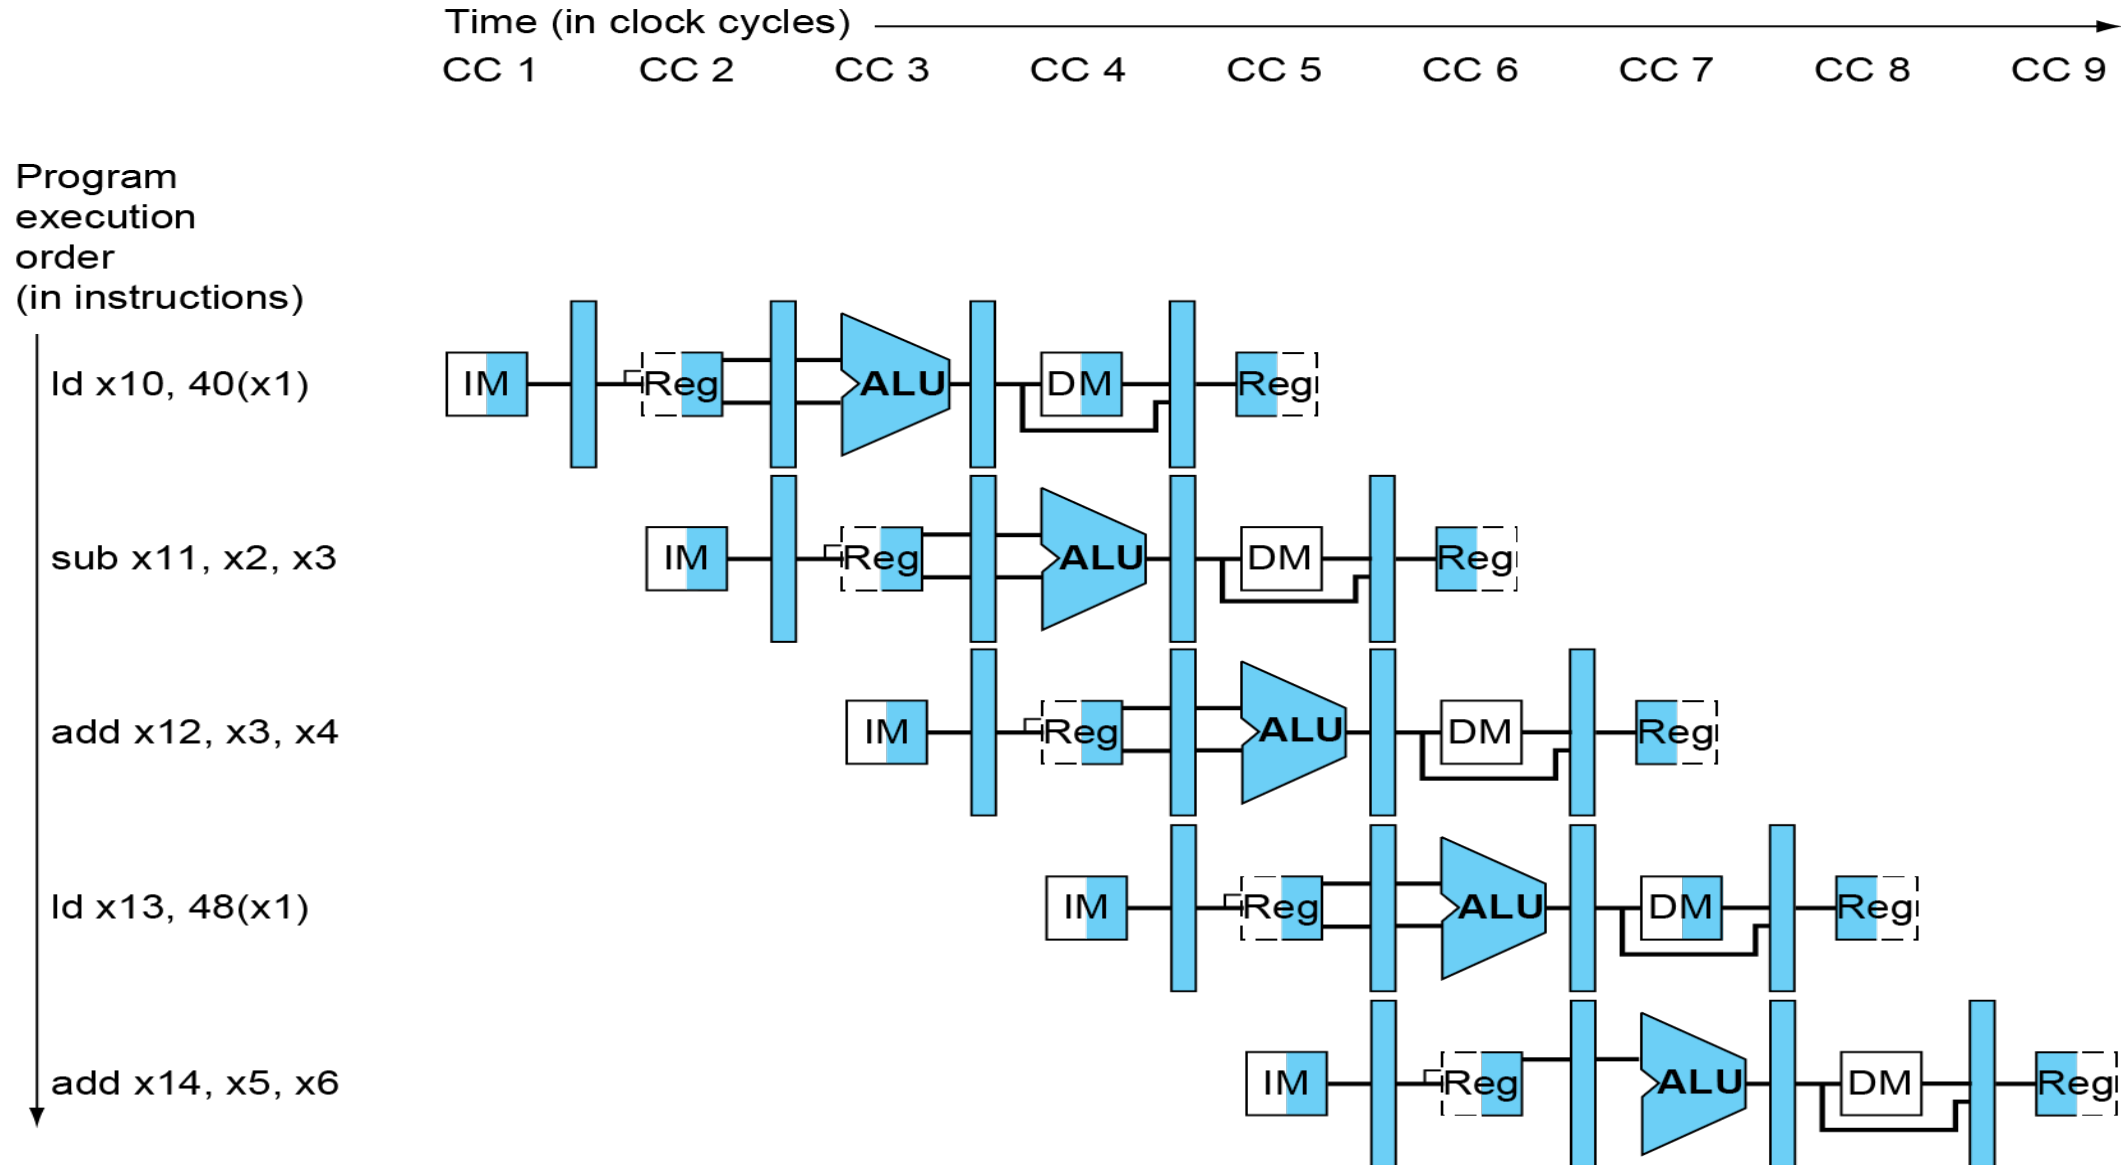 Time (in clock cycles)
CC 1 CC 2 CC 3 CC 4 CC 5 CC 6 CC 7 CC 8 CC 9
Program
execution
order
(in instructions)
ld x10, 40(x1) IM Reg ALU DM Reg
sub x11, x2, x3 IM Reg ALU DM Reg
add x12, x3, x4 IM Reg ALU DM Reg
ld x13, 48(x1) IM Reg ALU DM Reg
add x14, x5, x6 IM Reg ALU DM Reg